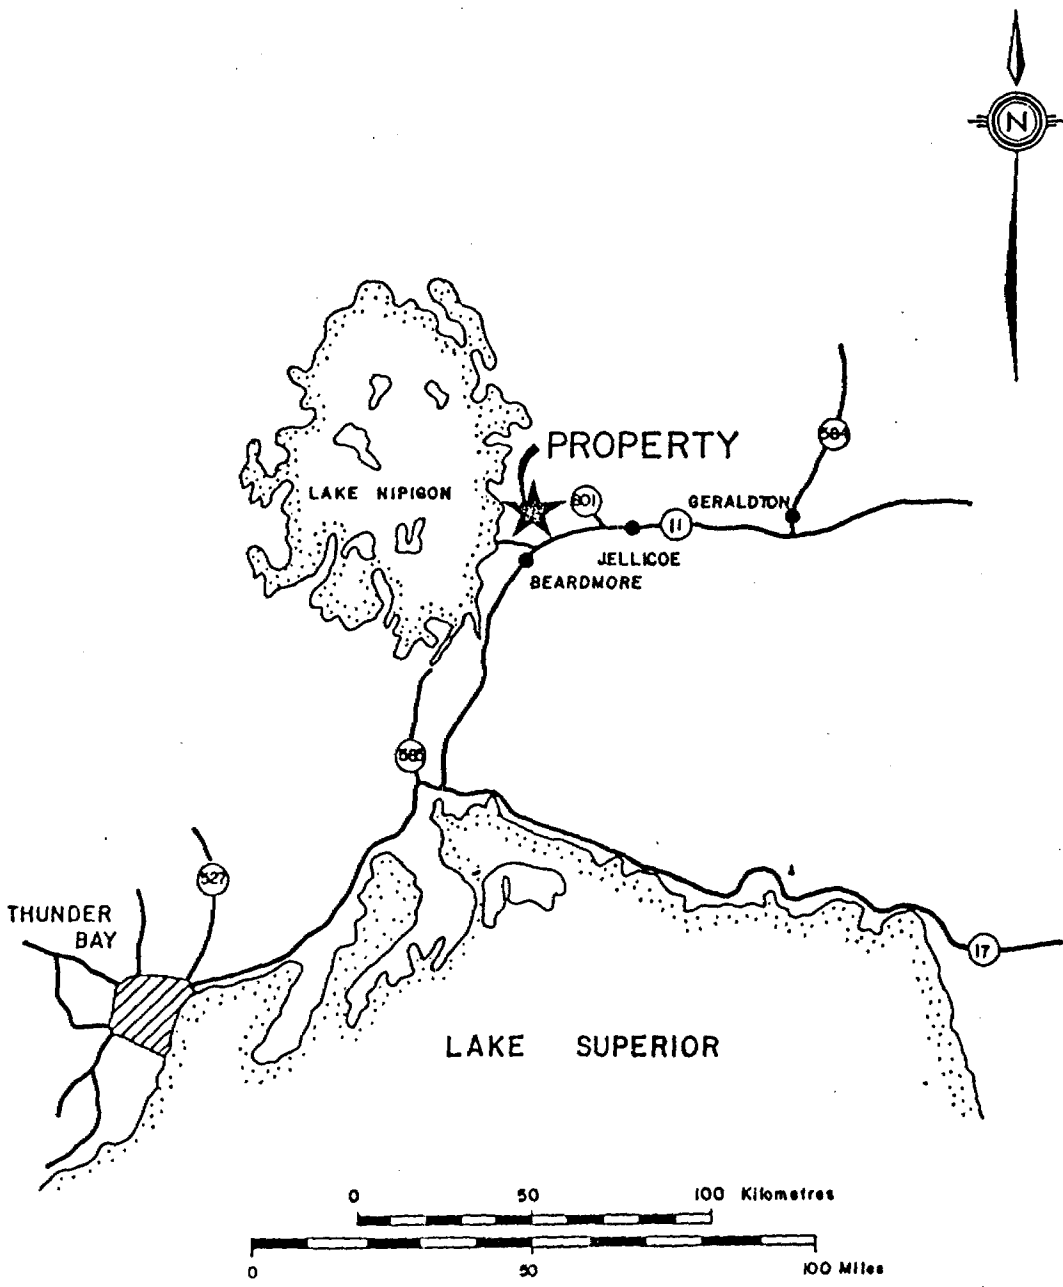 N
584
PROPERTY
LAKE NIPIGON
801
GERALDTON
11
JELLICOE
BEARDMORE
585
527
THUNDER
BAY
17
LAKE SUPERIOR
0 50 100 Kilometres
0 50 100 Miles